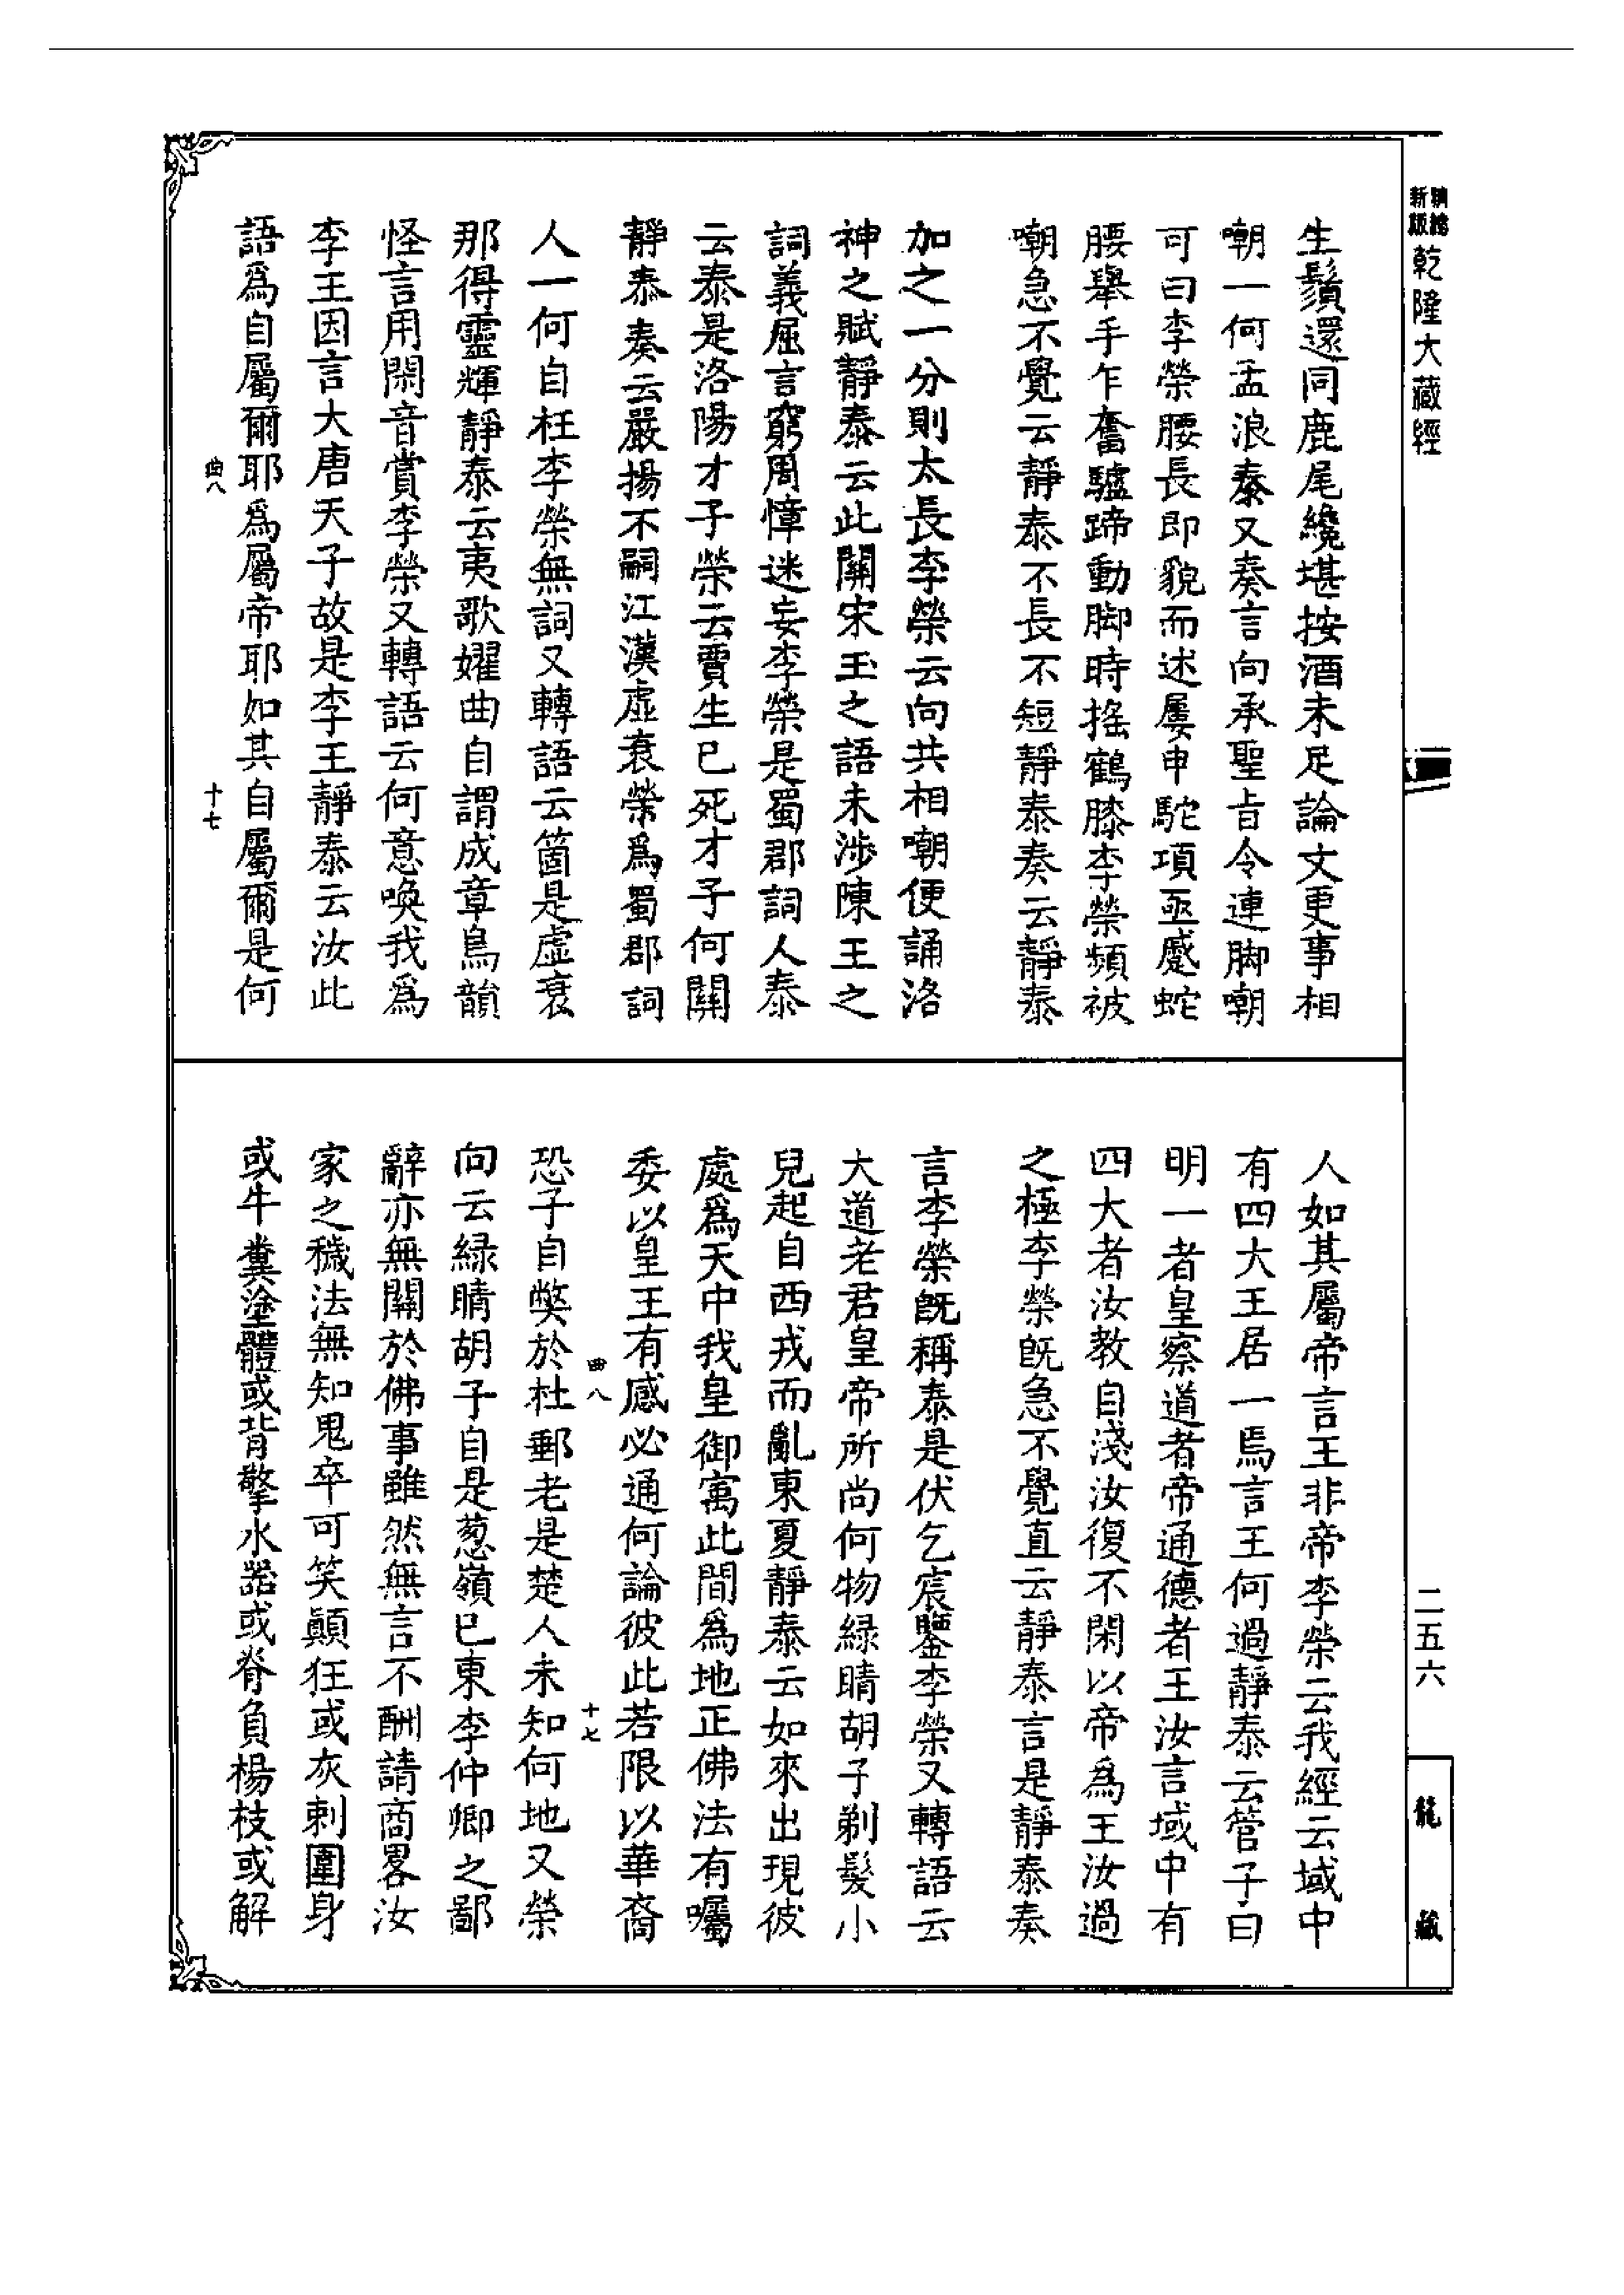 新版精縮乾隆大藏經
生鬚還同鹿尾纔堪按酒未足論文更事相
嘲一何孟浪泰又奏言向承聖旨令連脚嘲
可曰李榮腰長即貌而述屢申駝項亟蹙蛇
腰舉手乍奮驢蹄動脚時搖鶴膝李榮頻被
嘲急不覺云靜泰不長不短靜泰奏云靜泰
加之一分則太長李榮云向共相嘲便誦洛
神之賦靜泰云此關宋玉之語未涉陳王之
詞義屈言窮周慞迷妄李榮是蜀郡詞人泰
云泰是洛陽才子榮云賈生已死才子何關
靜泰奏云嚴揚不嗣江漢虛衰榮爲蜀郡詞
人一何自枉李榮無詞又轉語云箇是虛衰
那得靈輝靜泰云夷歌嬥曲自謂成章鳥韻
怪言用閑音賞李榮又轉語云何意喚我爲
李王因言大唐天子故是李王靜泰云汝此
語爲自屬爾耶爲屬帝耶如其自屬爾是何
曲八
十七
人如其屬帝言王非帝李榮云我經云域中
有四大王居一焉言王何過靜泰云管子曰
明一者皇察道者帝通德者王汝言域中有
四大者汝教自淺汝復不閑以帝爲王汝過
之極李榮旣急不覺直云靜泰言是靜泰奏
言李榮旣稱泰是伏乞宸鑒李榮又轉語云
大道老君皇帝所尚何物綠睛胡子剃髮小
兒起自西戎而亂東夏靜泰云如來出現彼
處爲天中我皇御㝢此間爲地正佛法有囑
委以皇王有感必通何論彼此若限以華裔
曲八
十七
恐子自弊於杜郵老是楚人未知何地又榮
向云綠睛胡子自是葱嶺已東李仲卿之鄙
辭亦無關於佛事雖然無言不酬請商畧汝
家之穢法無知鬼卒可笑顚狂或灰刺圍身
或牛糞塗體或背擎水器或脊負楊枝或解
二五六
龍藏